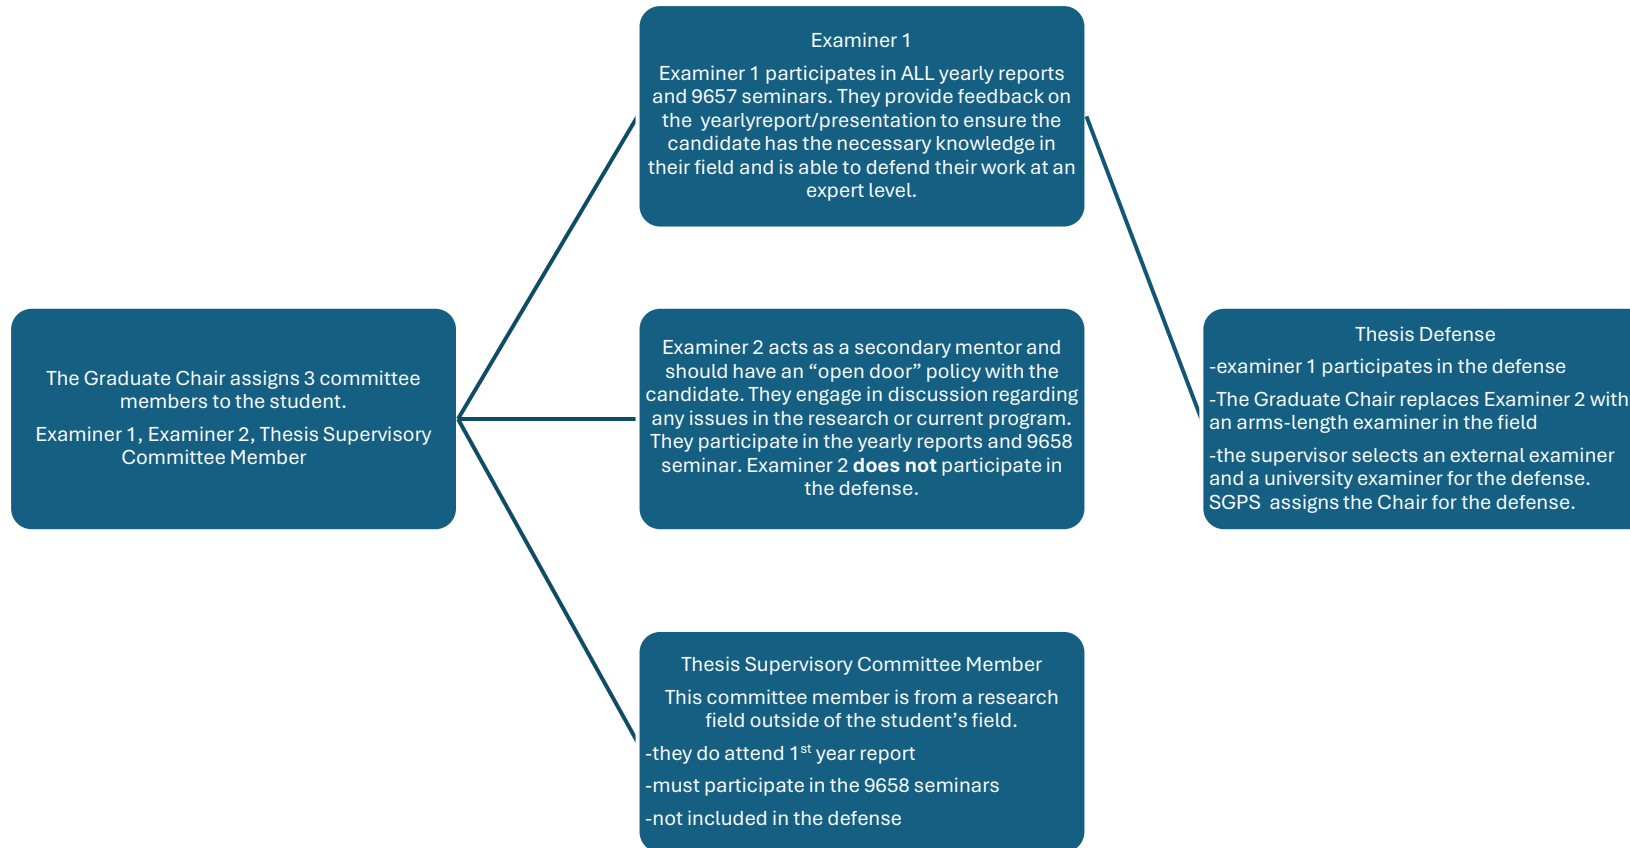 The Graduate Chair assigns 3 committee
members to the student.
Examiner 1, Examiner 2, Thesis Supervisory
Committee Member
Examiner 1
Examiner 1 participates in ALL yearly reports
and 9657 seminars. They provide feedback on
the yearlyreport/presentation to ensure the
candidate has the necessary knowledge in
their field and is able to defend their work at an
expert level.
Examiner 2 acts as a secondary mentor and
should have an “open door” policy with the
candidate. They engage in discussion regarding
any issues in the research or current program.
They participate in the yearly reports and 9658
seminar. Examiner 2 does not participate in
the defense.
Thesis Supervisory Committee Member
This committee member is from a research
field outside of the student’s field.
-they do attend 1st year report
-must participate in the 9658 seminars
-not included in the defense
Thesis Defense
-examiner 1 participates in the defense
-The Graduate Chair replaces Examiner 2 with
an arms-length examiner in the field
-the supervisor selects an external examiner
and a university examiner for the defense.
SGPS assigns the Chair for the defense.